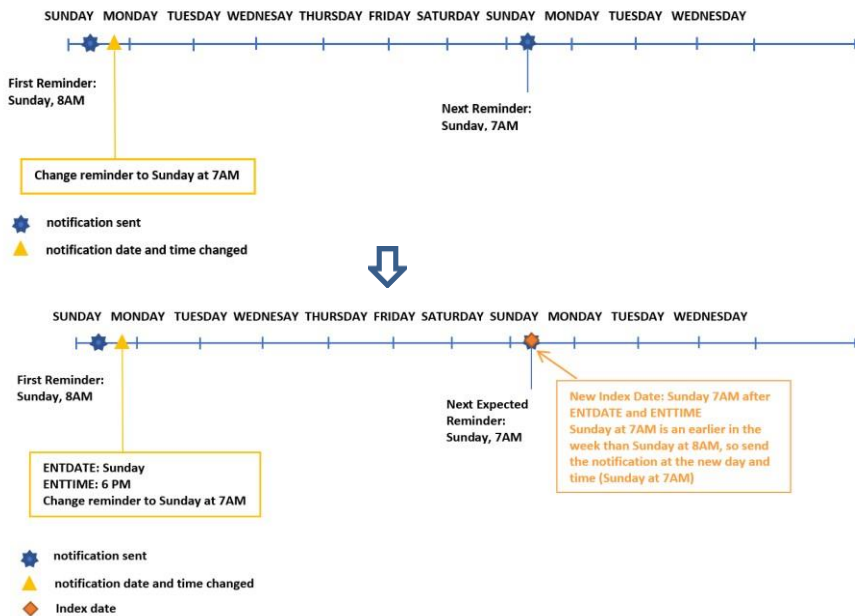 SUNDAY MONDAY TUESDAY WEDNESAY THURSDAY FRIDAY SATURDAY SUNDAY MONDAY TUESDAY WEDNESDAY
First Reminder:
Sunday, 8AM
Next Reminder:
Sunday, 7AM
Change reminder to Sunday at 7AM
notification sent
notification date and time changed
SUNDAY MONDAY TUESDAY WEDNESAY THURSDAY FRIDAY SATURDAY SUNDAY MONDAY TUESDAY WEDNESDAY
First Reminder:
Sunday, 8AM
Next Expected
Reminder:
Sunday, 7AM
New Index Date: Sunday 7AM after
ENTDATE and ENTTIME
Sunday at 7AM is an earlier in the
week than Sunday at 8AM, so send
the notification at the new day and
time (Sunday at 7AM)
ENTDATE: Sunday
ENTTIME: 6 PM
Change reminder to Sunday at 7AM
notification sent
notification date and time changed
Index date